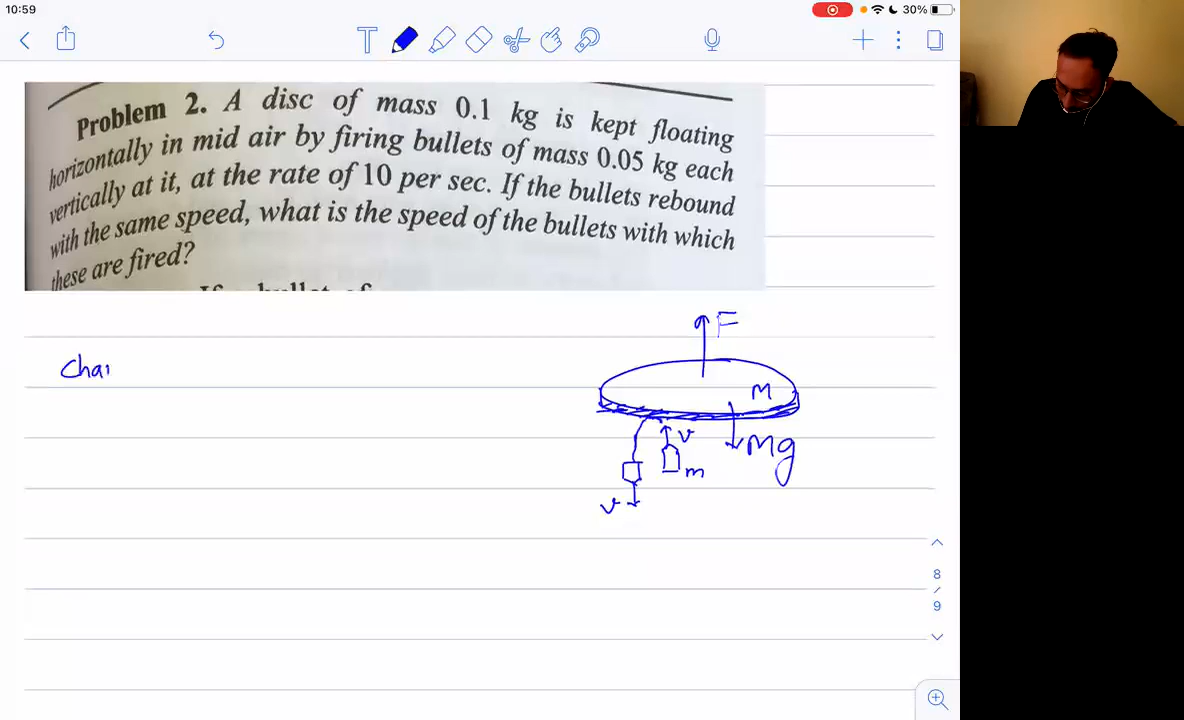 10:59
30%
T
Problem 2. A disc of mass 0.1 kg is kept floating
horizontally in mid air by firing bullets of mass 0.05 kg each
vertically at it, at the rate of 10 per sec. If the bullets rebound
with the same speed, what is the speed of the bullets with which
these are fired?
F
Chai
M
v
Mg
m
v
8
/
9